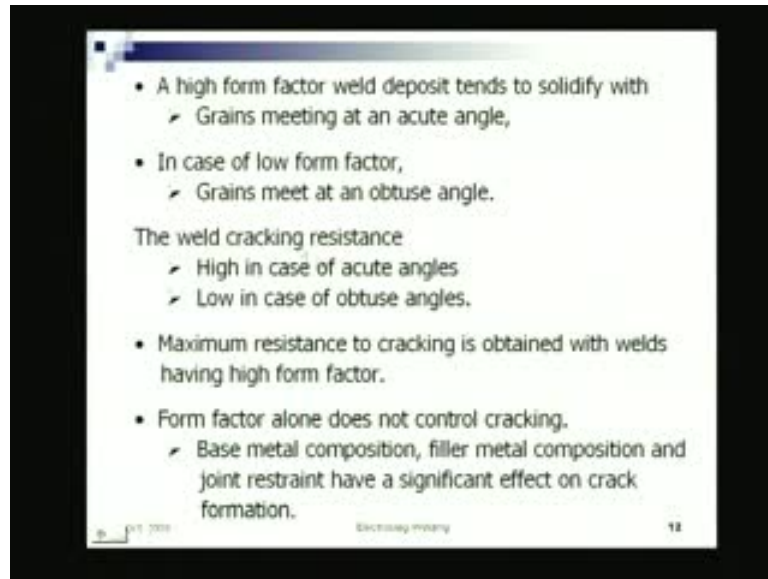 • A high form factor weld deposit tends to solidify with
➢ Grains meeting at an acute angle,
• In case of low form factor,
➢ Grains meet at an obtuse angle.
The weld cracking resistance
➢ High in case of acute angles
➢ Low in case of obtuse angles.
• Maximum resistance to cracking is obtained with welds
having high form factor.
• Form factor alone does not control cracking.
➢ Base metal composition, filler metal composition and
joint restraint have a significant effect on crack
formation.
Welding
12